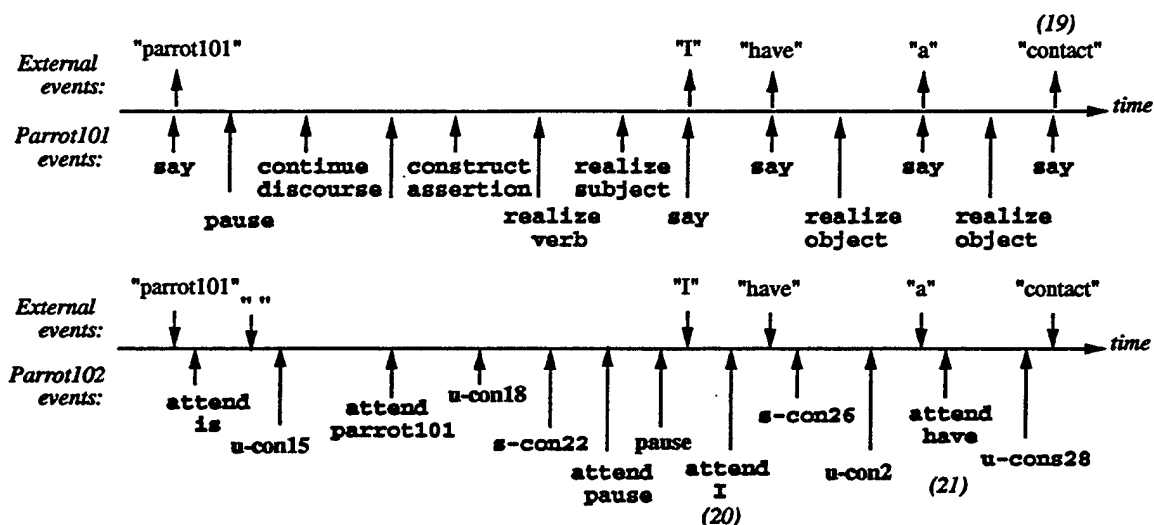 (19)
"parrot101" "I" "have" "a" "contact"
External
events:
time
Parrot101
events:
say continue construct realize say say say
discourse assertion subject
pause realize say realize realize
verb object object
"parrot101" " " "I" "have" "a" "contact"
External
events:
time
Parrot102
events:
attend attend u-con18 s-con26 attend
is parrot101 have
u-con15 s-con22 pause attend u-con2 u-cons28
attend I (21)
pause (20)